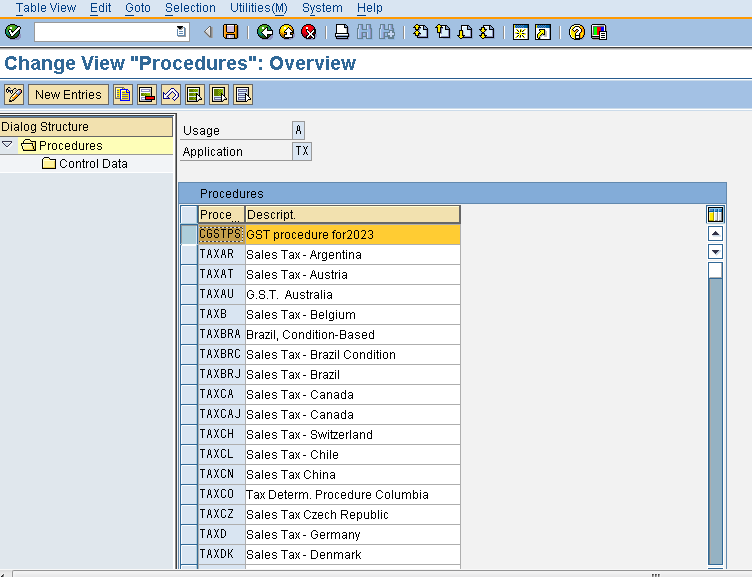 Table View Edit Goto Selection Utilities(M) System Help
Change View "Procedures": Overview
New Entries
Dialog Structure
Procedures
Control Data
Usage A
Application TX
Procedures
Proce... Descript.
CGSTPS GST procedure for2023
TAXAR Sales Tax - Argentina
TAXAT Sales Tax - Austria
TAXAU G.S.T. Australia
TAXB Sales Tax - Belgium
TAXBRA Brazil, Condition-Based
TAXBRC Sales Tax - Brazil Condition
TAXBRJ Sales Tax - Brazil
TAXCA Sales Tax - Canada
TAXCAJ Sales Tax - Canada
TAXCH Sales Tax - Switzerland
TAXCL Sales Tax - Chile
TAXCN Sales Tax China
TAXCO Tax Determ. Procedure Columbia
TAXCZ Sales Tax Czech Republic
TAXD Sales Tax - Germany
TAXDK Sales Tax - Denmark